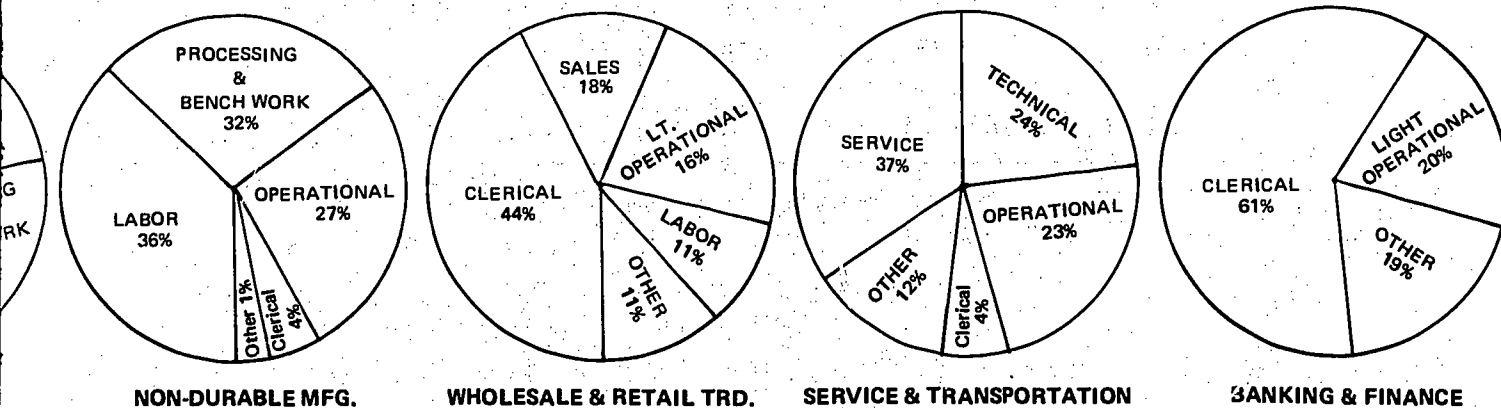 G
RK
PROCESSING
&
BENCH WORK
32%
OPERATIONAL
27%
LABOR
36%
Other 1%
Clerical
4%
NON-DURABLE MFG.
SALES
18%
LT.
OPERATIONAL
16%
CLERICAL
44%
LABOR
11%
OTHER
11%
WHOLESALE & RETAIL TRD.
TECHNICAL
24%
SERVICE
37%
OPERATIONAL
23%
OTHER
12%
Clerical
4%
SERVICE & TRANSPORTATION
LIGHT
OPERATIONAL
20%
CLERICAL
61%
OTHER
19%
BANKING & FINANCE